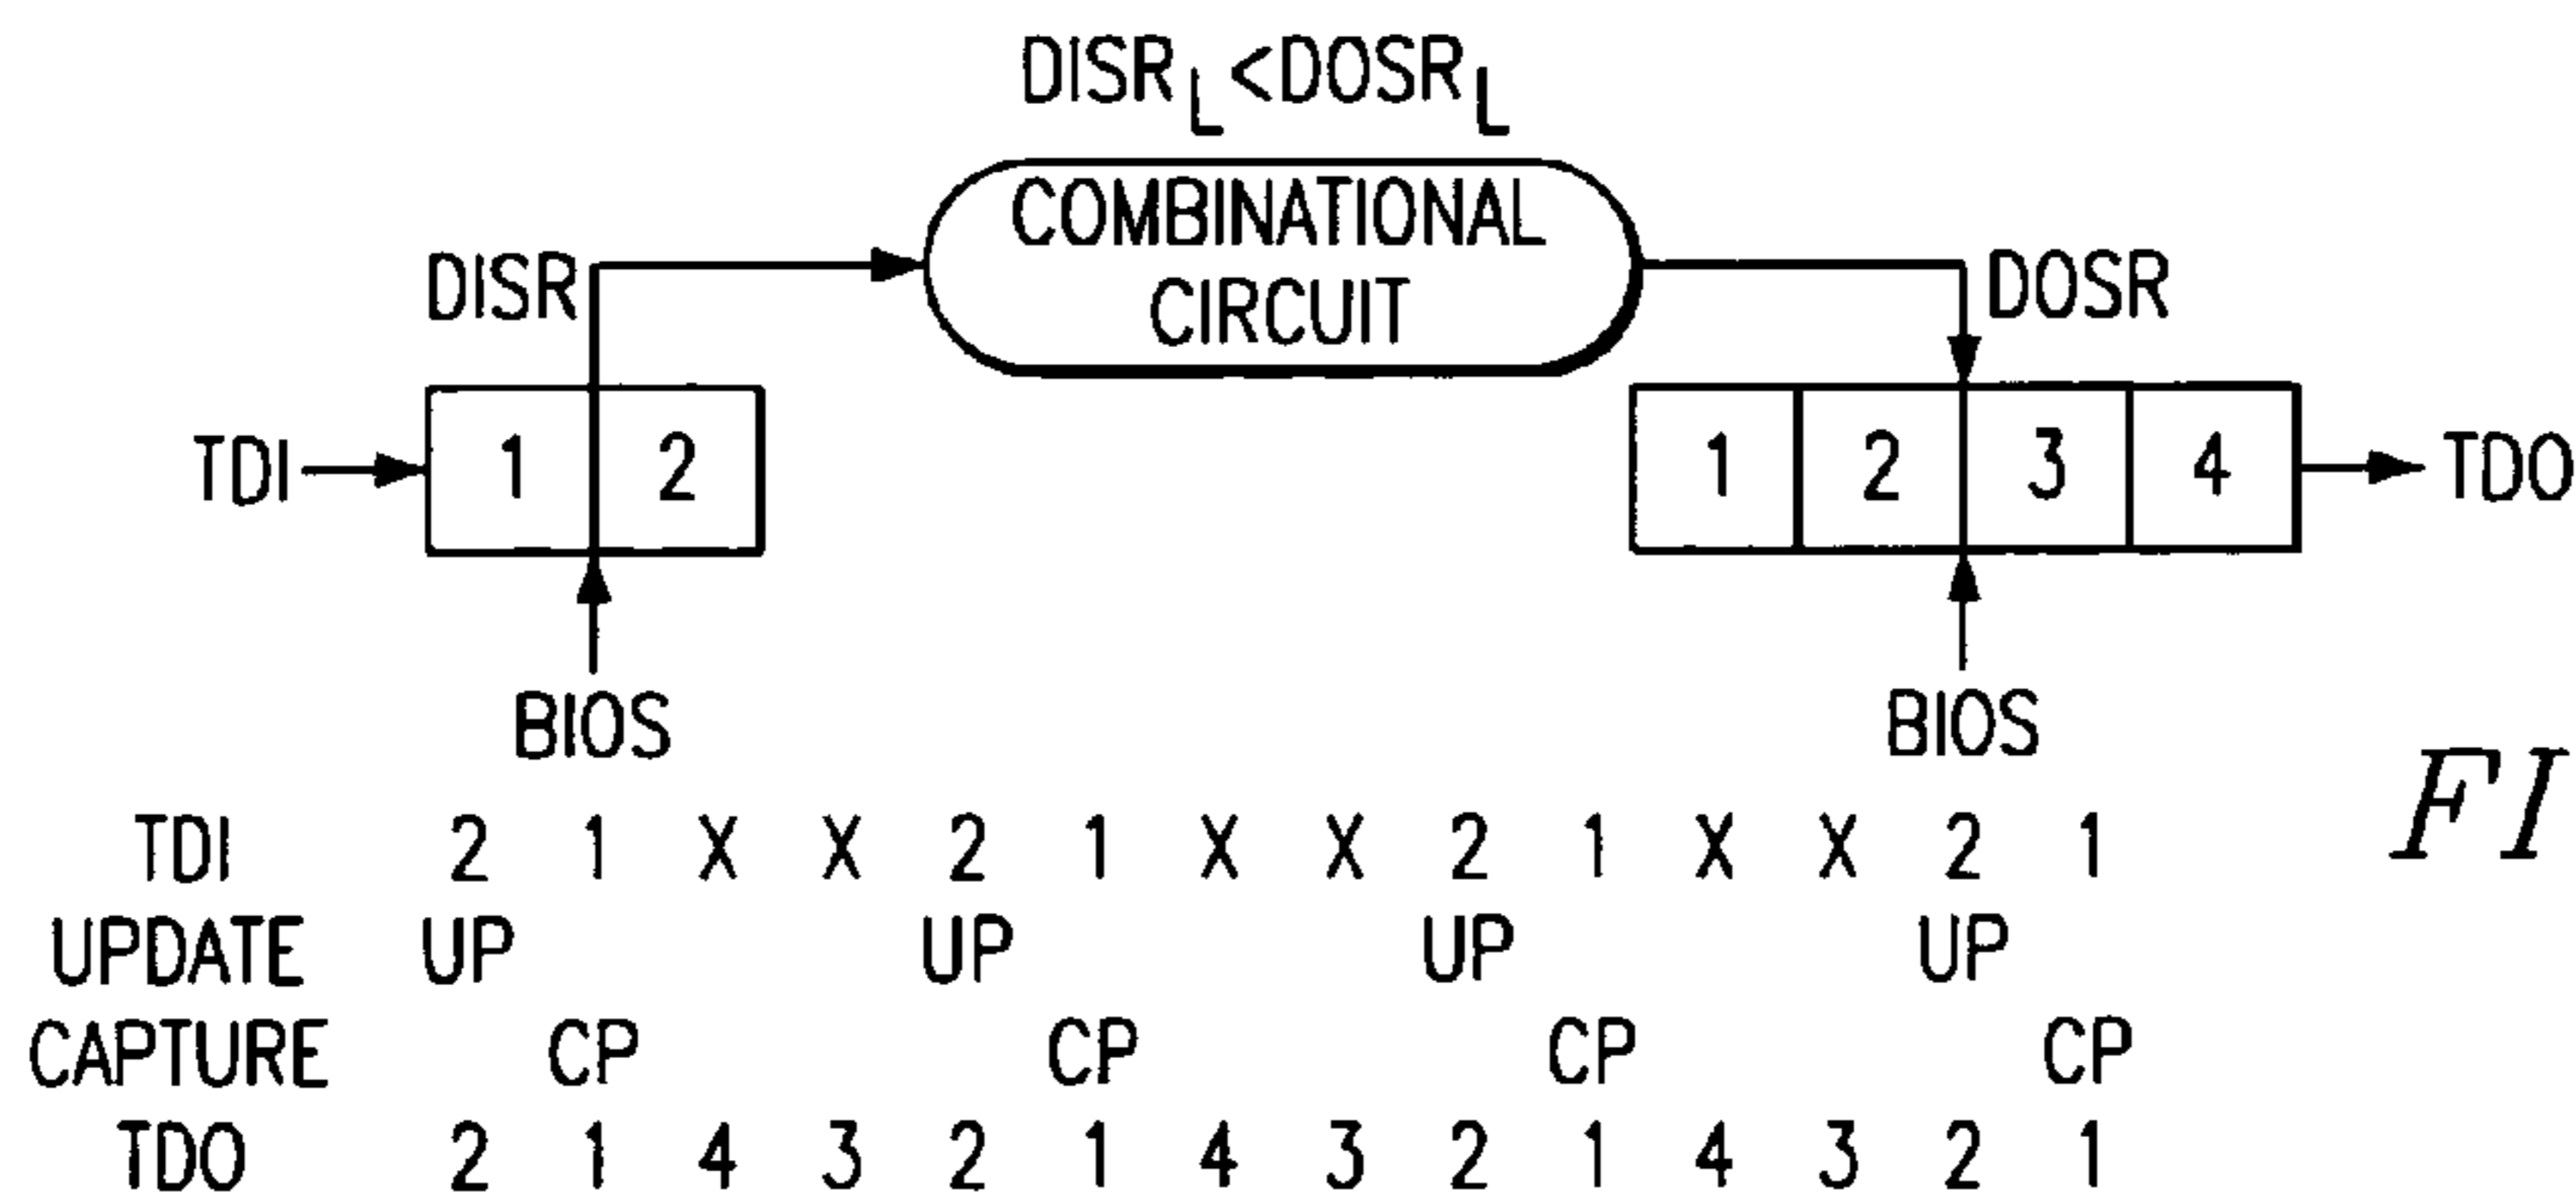 DISR L < DOSR L
COMBINATIONAL
CIRCUIT
DISR
DOSR
TDI
1 2
1 2 3 4
TDO
BIOS
BIOS
FI
TDI 2 1 X X 2 1 X X 2 1 X X 2 1
UPDATE UP UP UP UP
CAPTURE CP CP CP CP
TDO 2 1 4 3 2 1 4 3 2 1 4 3 2 1